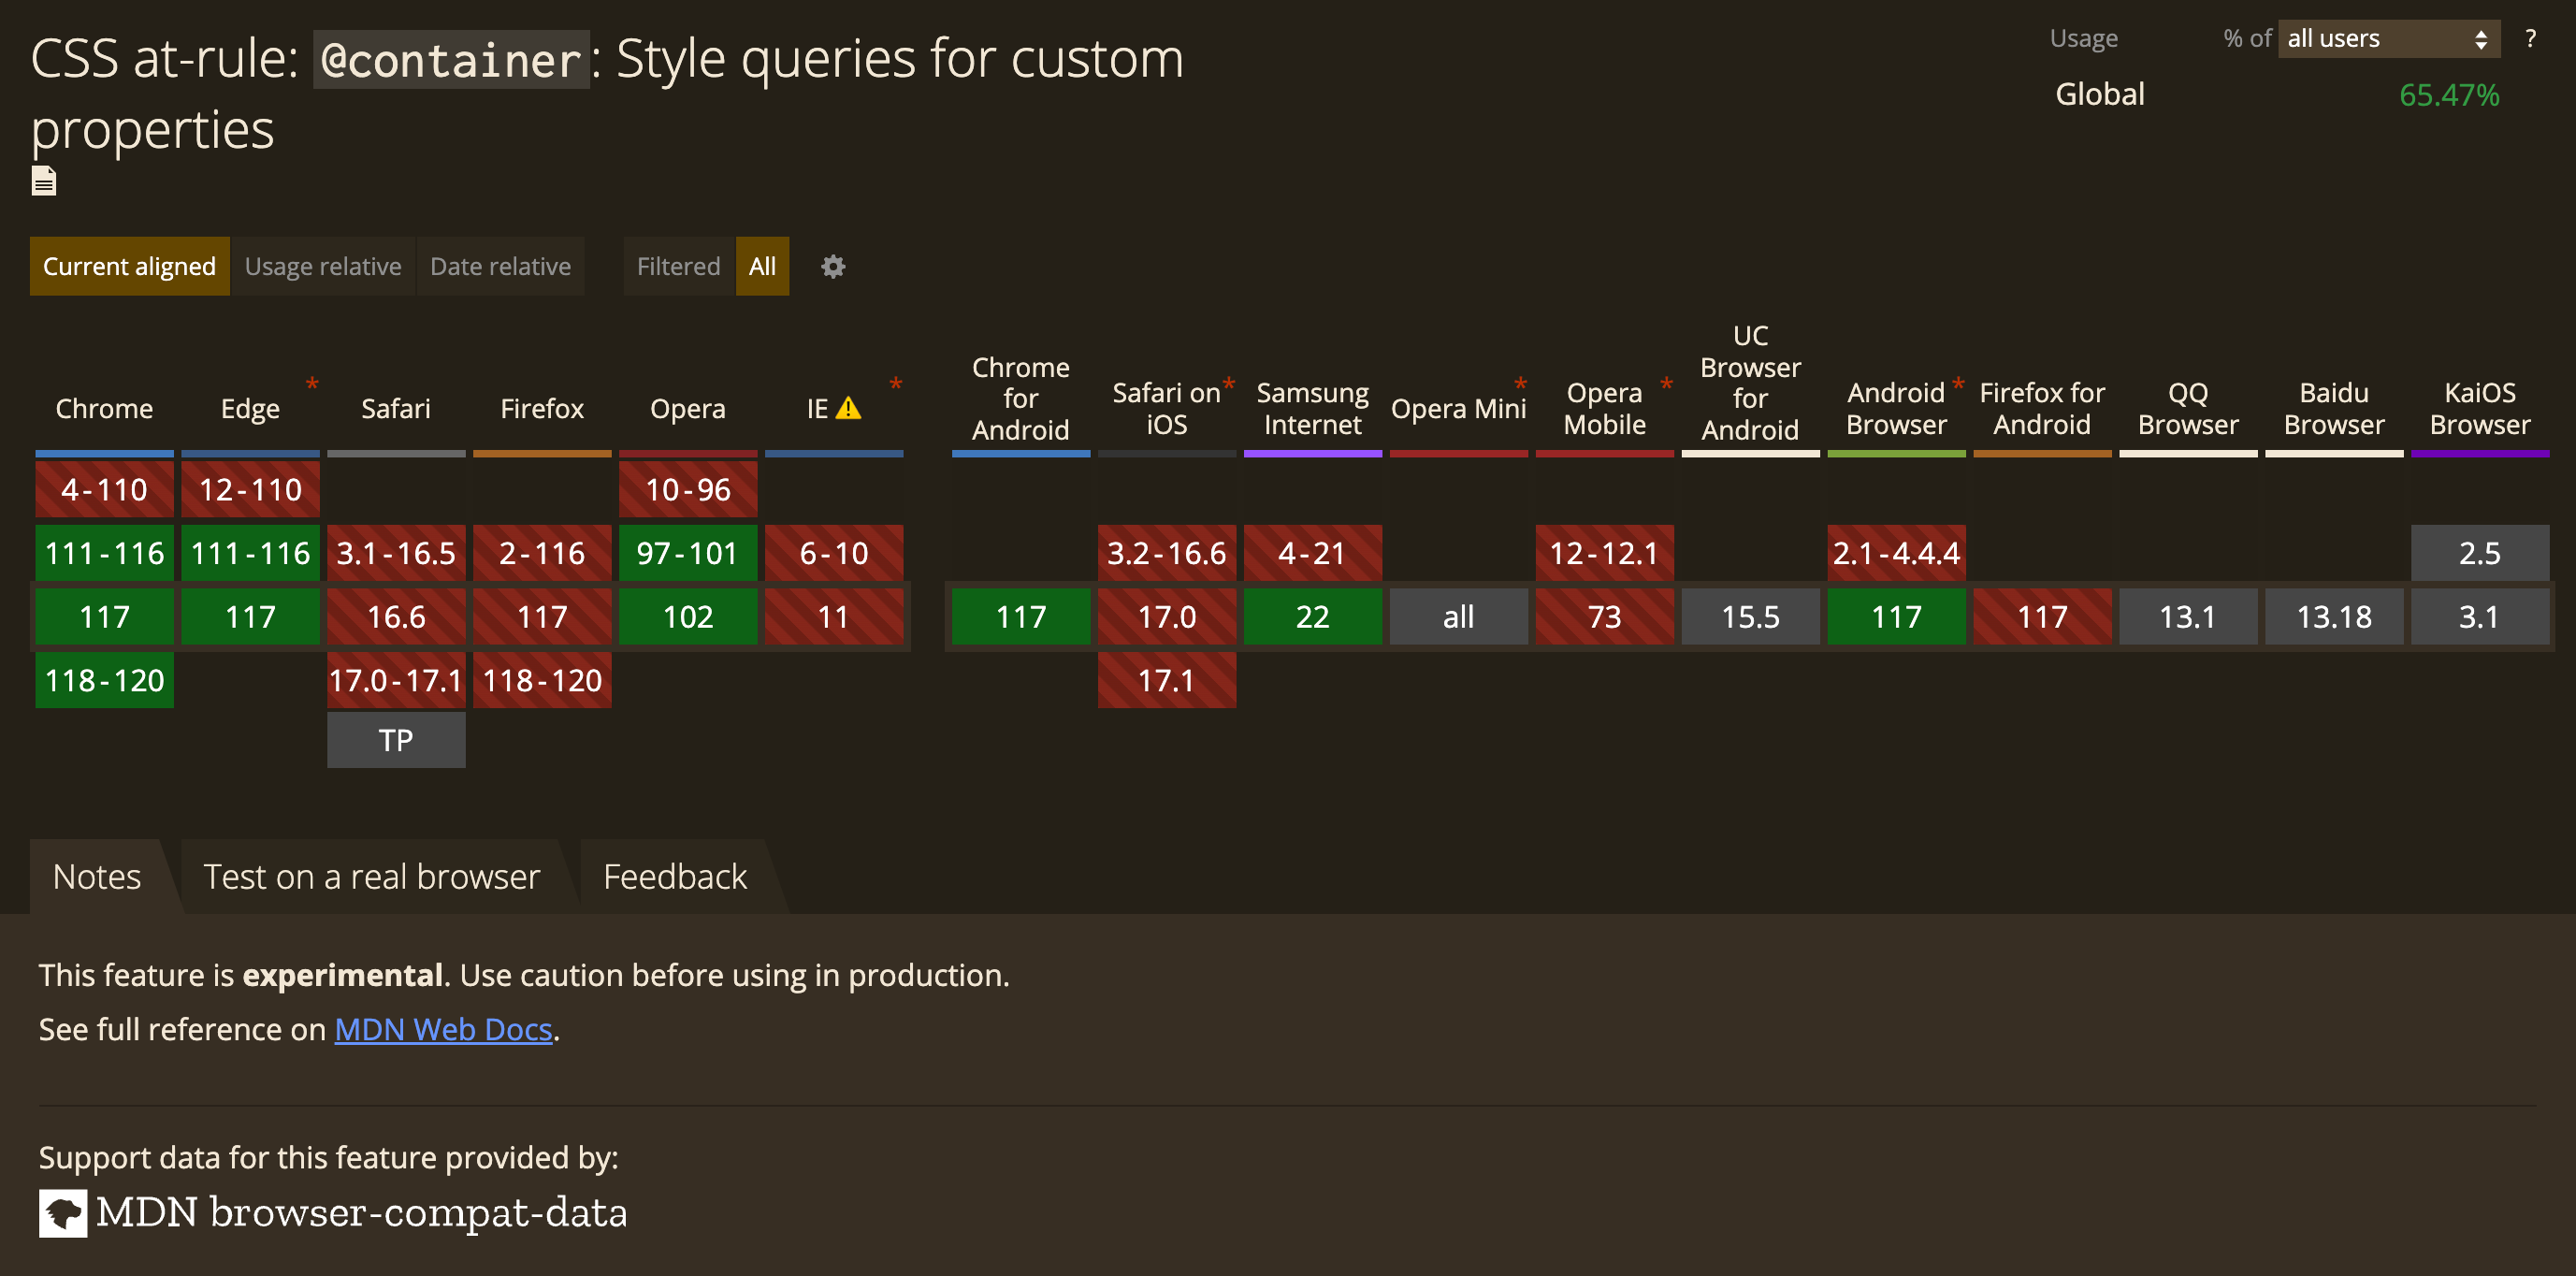 CSS at-rule: @container: Style queries for custom
properties
Usage % of all users ?
Global 65.47%
Current aligned Usage relative Date relative Filtered All
Chrome Edge * Safari Firefox Opera IE *
Chrome for Android Safari on iOS * Samsung Internet Opera Mini * Opera Mobile * UC Browser for Android Android Browser * Firefox for Android QQ Browser Baidu Browser KaiOS Browser
4-110 12-110 10-96
111-116 111-116 3.1-16.5 2-116 97-101 6-10 3.2-16.6 4-21 12-12.1 2.1-4.4.4 2.5
117 117 16.6 117 102 11 117 17.0 22 all 73 15.5 117 117 13.1 13.18 3.1
118-120 17.0-17.1 118-120 17.1
TP
Notes Test on a real browser Feedback
This feature is experimental. Use caution before using in production.
See full reference on MDN Web Docs.
Support data for this feature provided by:
MDN browser-compat-data